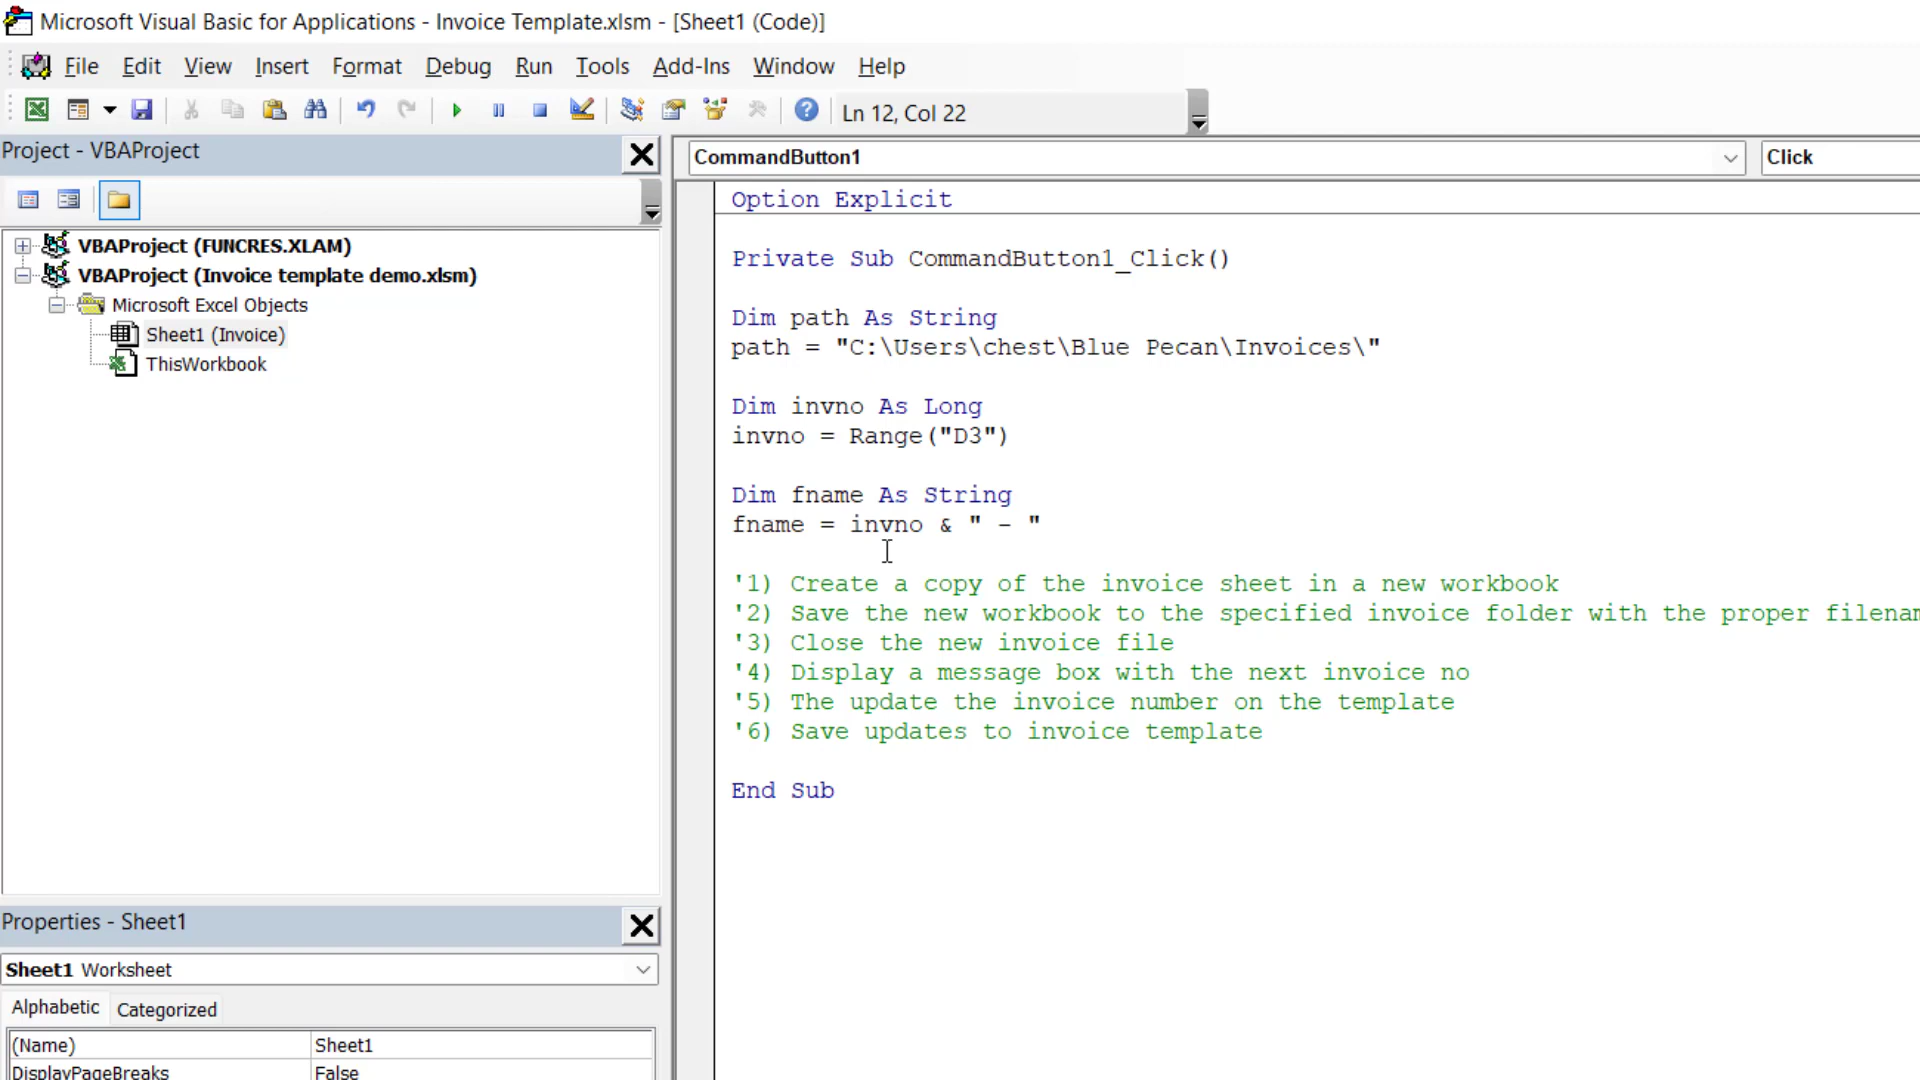 Microsoft Visual Basic for Applications - Invoice Template.xlsm - [Sheet1 (Code)]
File Edit View Insert Format Debug Run Tools Add-Ins Window Help
Ln 12, Col 22
Project - VBAProject
VBAProject (FUNCRES.XLAM)
VBAProject (Invoice template demo.xlsm)
Microsoft Excel Objects
Sheet1 (Invoice)
ThisWorkbook
Properties - Sheet1
Sheet1 Worksheet
Alphabetic Categorized
(Name) Sheet1
DisplayPageBreaks False
CommandButton1 Click
Option Explicit
Private Sub CommandButton1_Click()
Dim path As String
path = "C:\Users\chest\Blue Pecan\Invoices\"
Dim invno As Long
invno = Range("D3")
Dim fname As String
fname = invno & " - "
'1) Create a copy of the invoice sheet in a new workbook
'2) Save the new workbook to the specified invoice folder with the proper filenam
'3) Close the new invoice file
'4) Display a message box with the next invoice no
'5) The update the invoice number on the template
'6) Save updates to invoice template
End Sub